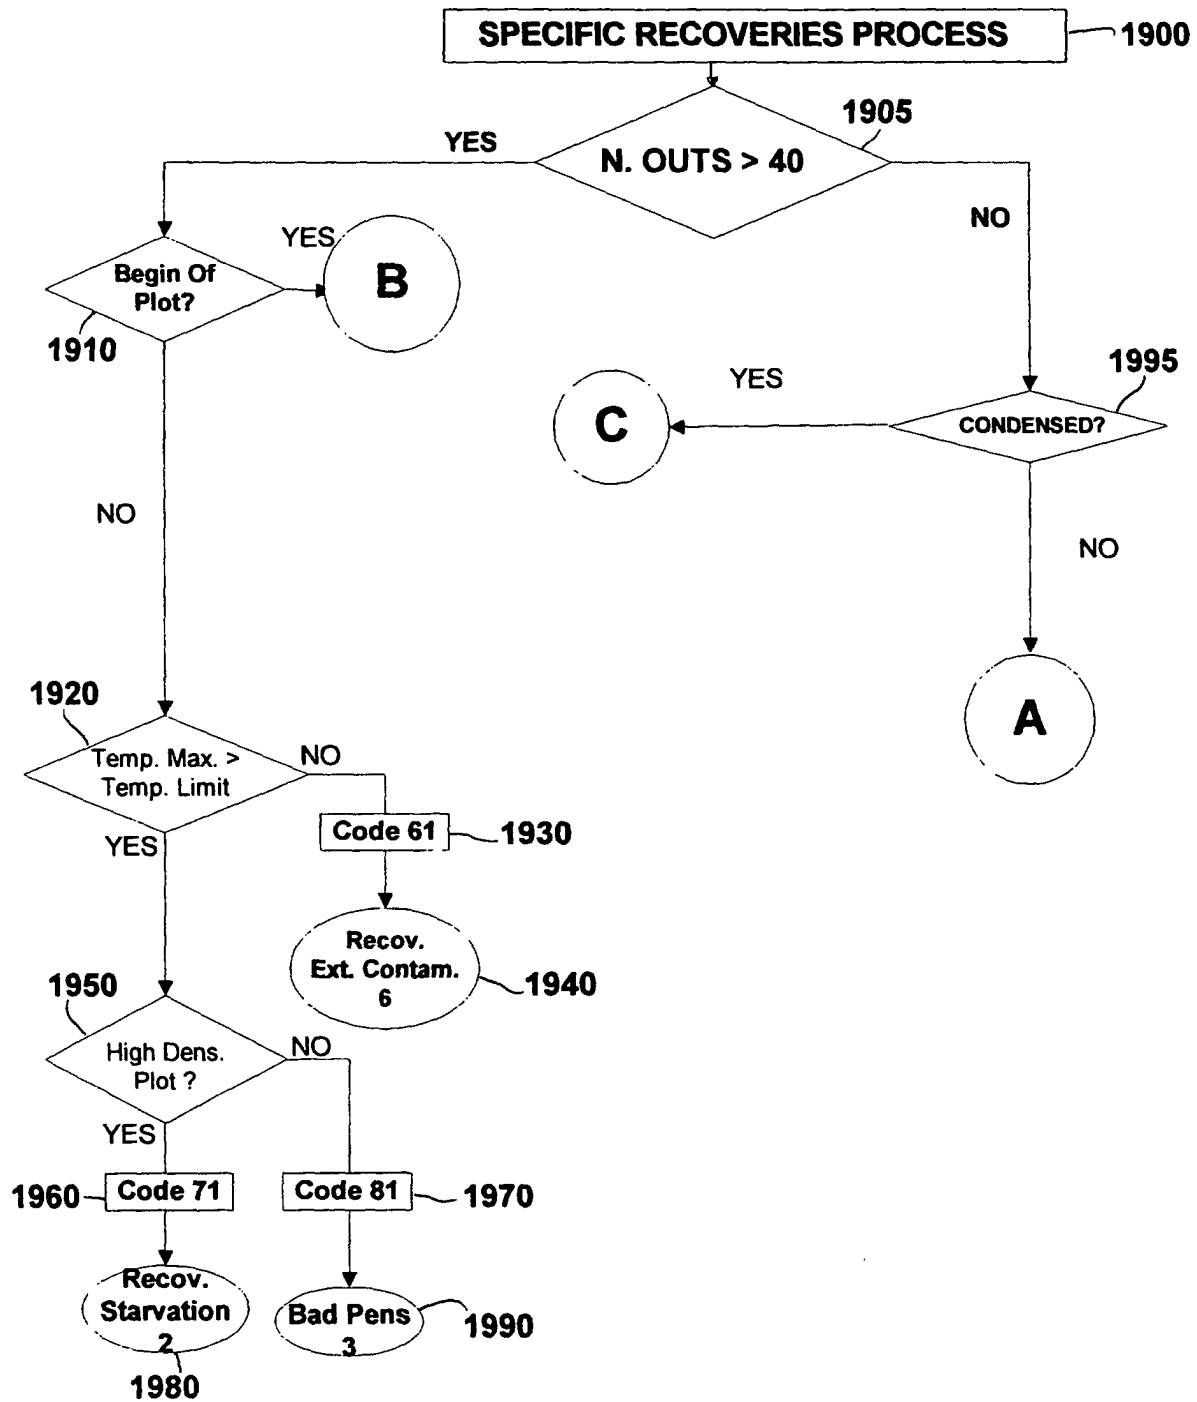 SPECIFIC RECOVERIES PROCESS
1900
1905
N. OUTS > 40
YES
NO
YES
Begin Of
Plot?
B
1910
1995
YES
CONDENSED?
C
NO
NO
A
1920
Temp. Max. >
Temp. Limit
NO
YES
Code 61
1930
Recov.
Ext. Contam.
6
1940
1950
High Dens.
Plot ?
NO
YES
1960
Code 71
Code 81
1970
Recov.
Starvation
2
Bad Pens
3
1990
1980